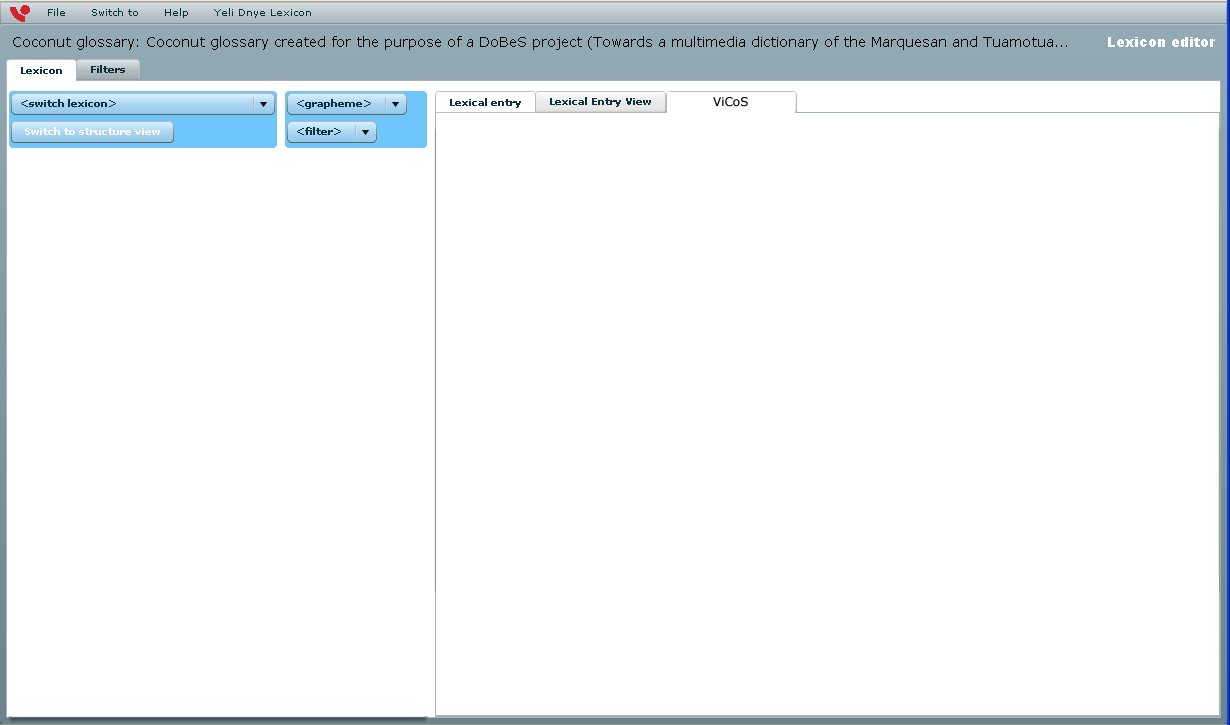 File Switch to Help Yeli Dnye Lexicon
Coconut glossary: Coconut glossary created for the purpose of a DoBeS project (Towards a multimedia dictionary of the Marquesan and Tuamotua... Lexicon editor
Lexicon Filters
<switch lexicon> <grapheme> Lexical entry Lexical Entry View ViCoS
Switch to structure view <filter>